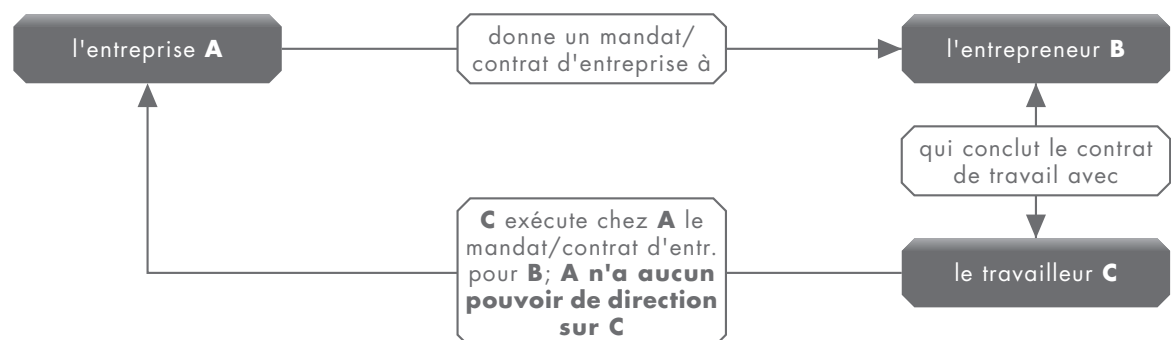 l'entreprise A
donne un mandat/
contrat d'entreprise à
l'entrepreneur B
qui conclut le contrat
de travail avec
C exécute chez A le
mandat/contrat d'entr.
pour B; A n'a aucun
pouvoir de direction
sur C
le travailleur C